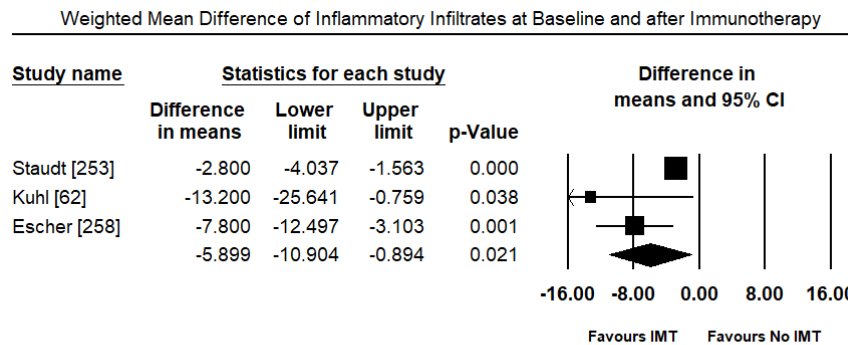 Weighted Mean Difference of Inflammatory Infiltrates at Baseline and after Immunotherapy
Study name Statistics for each study Difference in means and 95% CI
Difference in means Lower limit Upper limit p-Value
Staudt [253] -2.800 -4.037 -1.563 0.000
Kuhl [62] -13.200 -25.641 -0.759 0.038
Escher [258] -7.800 -12.497 -3.103 0.001
-5.899 -10.904 -0.894 0.021
-16.00 -8.00 0.00 8.00 16.00
Favours IMT Favours No IMT